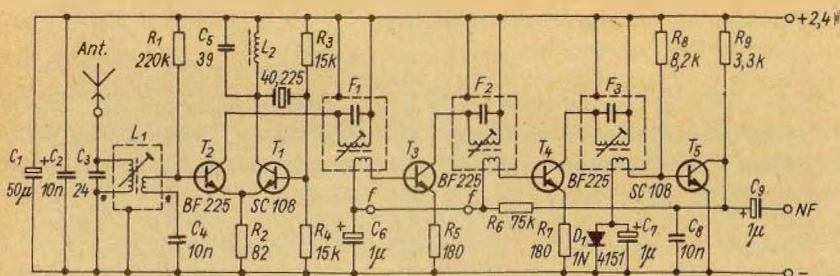 +2,4V
R₁
220k
C₅
39
L₂
R₃
15k
R₈
8,2k
R₉
3,3k
Ant.
40,225
F₁
F₂
F₃
L₁
T₂
T₁
T₃
T₄
T₅
C₁
50µ
+
C₂
10n
C₃
24
BF 225
SC 108
BF225
BF 225
SC 108
C₉
+
1µ
NF
C₄
10n
R₂
82
R₄
15k
+
C₆
1µ
f
f
R₅
180
R₆
75k
R₇
180
D₁
1N
4151
+
C₇
1µ
C₈
10n
-